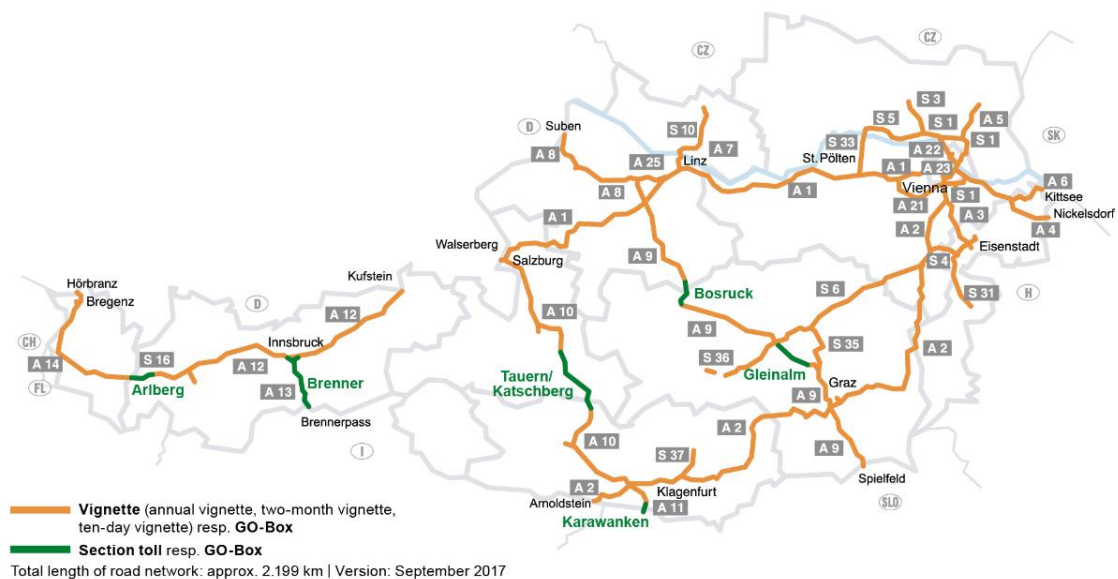 CZ
CZ
S 3
D
Suben
S 10
S 5
S 1
A 5
S 33
S 1
SK
A 7
A 22
A 8
A 25
Linz
St. Pölten
A 1
A 23
A 8
A 1
Vienna
S 1
A 6
Kittsee
A 21
A 3
Nickelsdorf
A 1
A 2
A 4
Walserberg
Salzburg
A 9
Eisenstadt
S 4
Hörbranz
Kufstein
Bosruck
S 6
S 31
H
Bregenz
D
A 12
A 10
A 9
CH
Innsbruck
S 35
A 2
A 14
S 16
A 12
S 36
FL
Arlberg
A 13
Brenner
Tauern/
Katschberg
Gleinalm
Graz
A 9
Brennerpass
A 2
I
A 10
S 37
A 9
A 2
Klagenfurt
Spielfeld
Arnoldstein
A 11
SLO
Karawanken
Vignette (annual vignette, two-month vignette,
ten-day vignette) resp. GO-Box
Section toll resp. GO-Box
Total length of road network: approx. 2.199 km | Version: September 2017